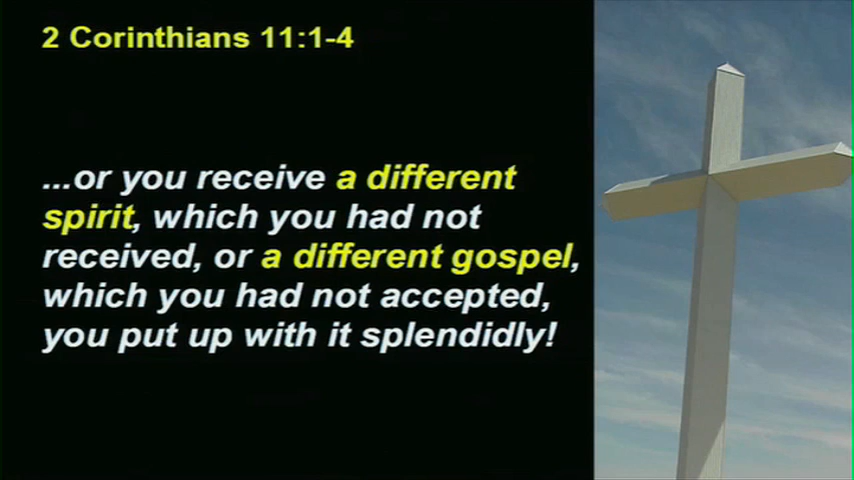 2 Corinthians 11:1-4
...or you receive a different
spirit, which you had not
received, or a different gospel,
which you had not accepted,
you put up with it splendidly!